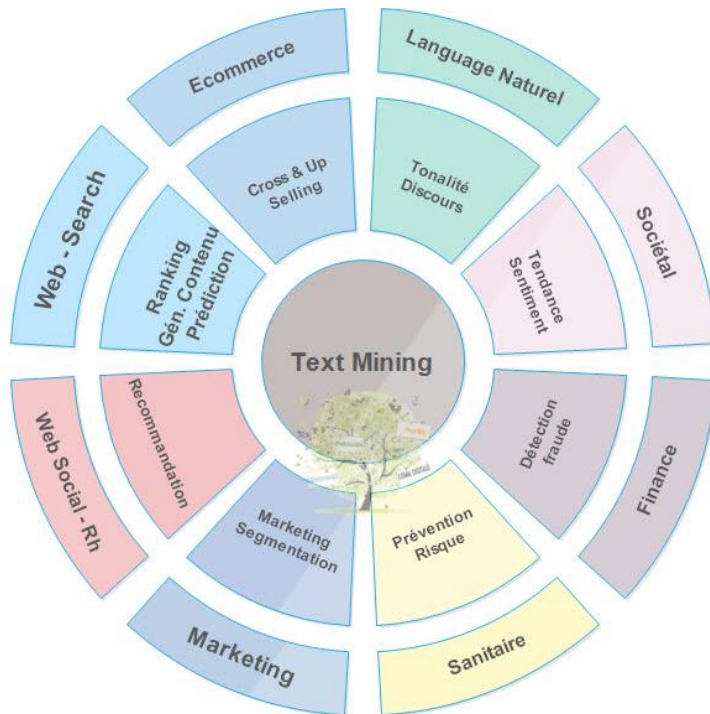 Ecommerce
Language Naturel
Cross & Up
Selling
Tonalité
Discours
Web - Search
Sociétal
Ranking
Gén. Contenu
Prédiction
Tendance
Sentiment
Text Mining
Recommandation
Détection
fraude
Web Social - Rh
Finance
Marketing
Segmentation
Prévention
Risque
Marketing
Sanitaire